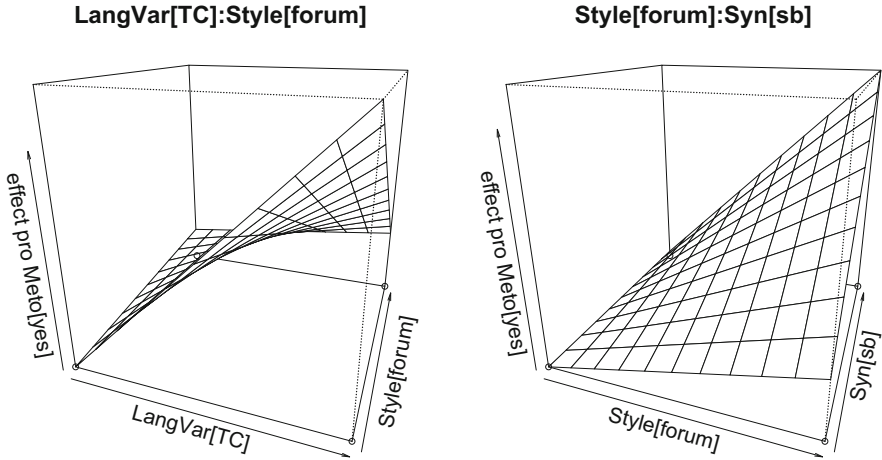 LangVar[TC]:Style[forum]
effect pro Meto[yes]
LangVar[TC]
Style[forum]
Style[forum]:Syn[sb]
effect pro Meto[yes]
Style[forum]
Syn[sb]